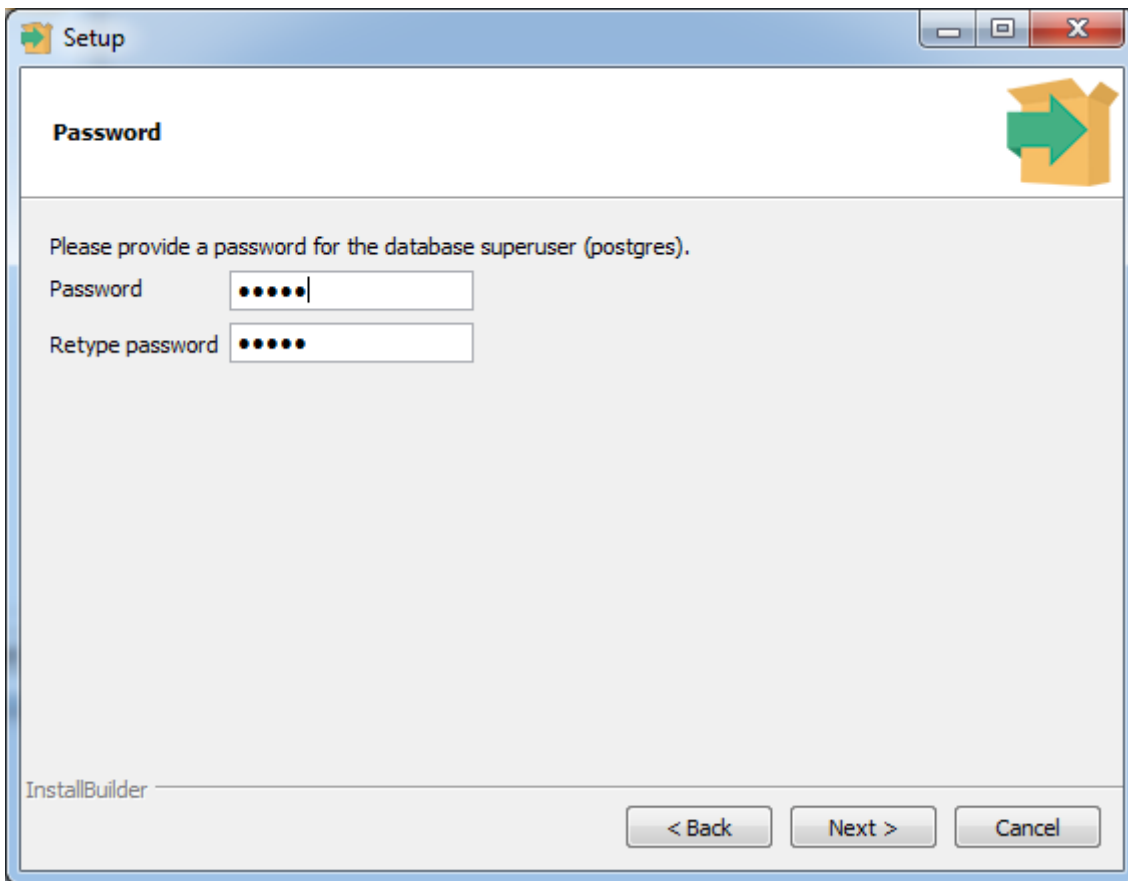 Setup
Password
Please provide a password for the database superuser (postgres).
Password •••••
Retype password •••••
InstallBuilder
< Back Next > Cancel